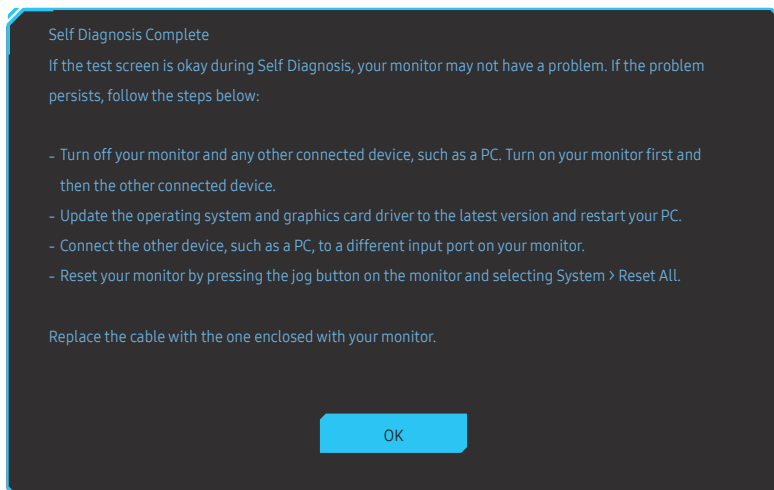 Self Diagnosis Complete
If the test screen is okay during Self Diagnosis, your monitor may not have a problem. If the problem
persists, follow the steps below:
- Turn off your monitor and any other connected device, such as a PC. Turn on your monitor first and
then the other connected device.
- Update the operating system and graphics card driver to the latest version and restart your PC.
- Connect the other device, such as a PC, to a different input port on your monitor.
- Reset your monitor by pressing the jog button on the monitor and selecting System > Reset All.
Replace the cable with the one enclosed with your monitor.
OK